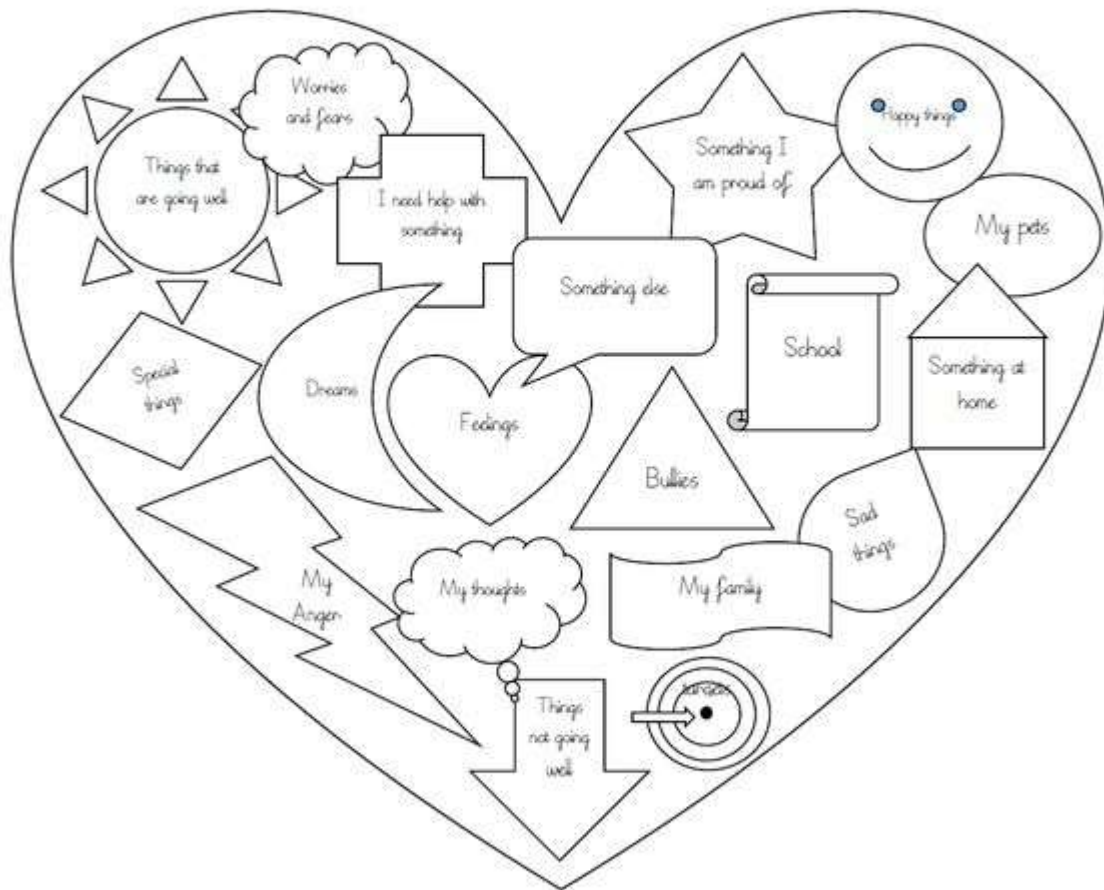 Worries
and fears
Things that
are going well
I need help with
something
Something I
am proud of
Happy things
My pets
Something else
School
Something at
home
Special
things
Dreams
Feelings
Bullies
Sad
things
My
Anger
My thoughts
My family
Things
not going
well